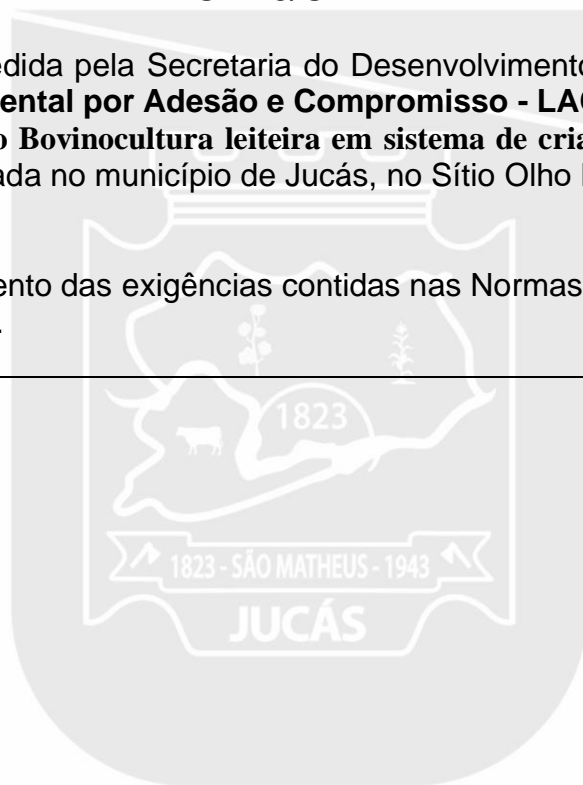 edida pela Secretaria do Desenvolvimento
ental por Adesão e Compromisso - LAC
o Bovinocultura leiteira em sistema de cria
ada no município de Jucás, no Sítio Olho
ento das exigências contidas nas Normas
1823
1823 - SÃO MATHEUS - 1943
JUCÁS